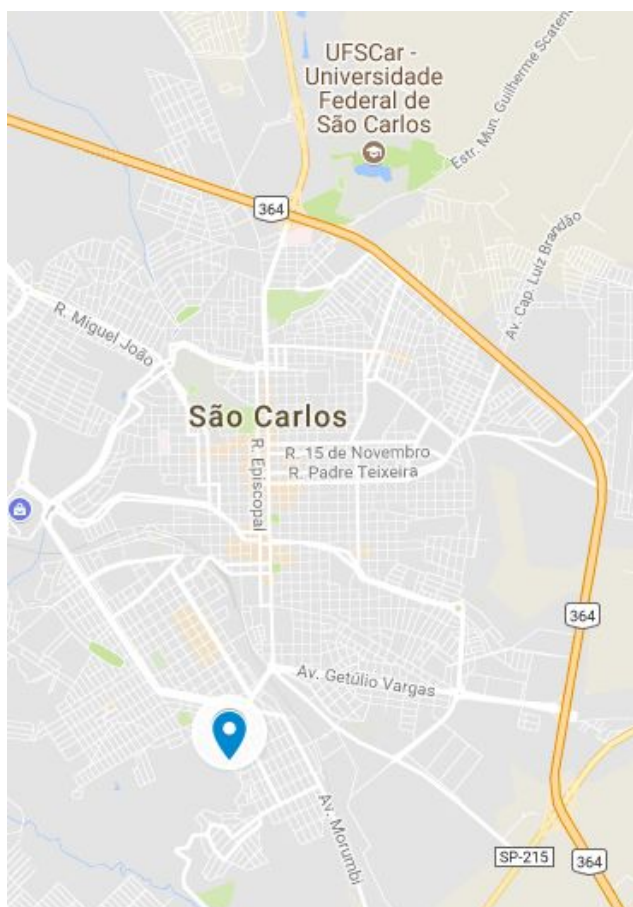 UFSCar -
Universidade
Federal de
São Carlos
Estr. Mun. Guilherme Scatena
364
Av. Cap. Luiz Brandão
R. Miguel João
São Carlos
R. Episcopal
R. 15 de Novembro
R. Padre Teixeira
364
Av. Getúlio Vargas
Av. Morumbi
SP-215
364